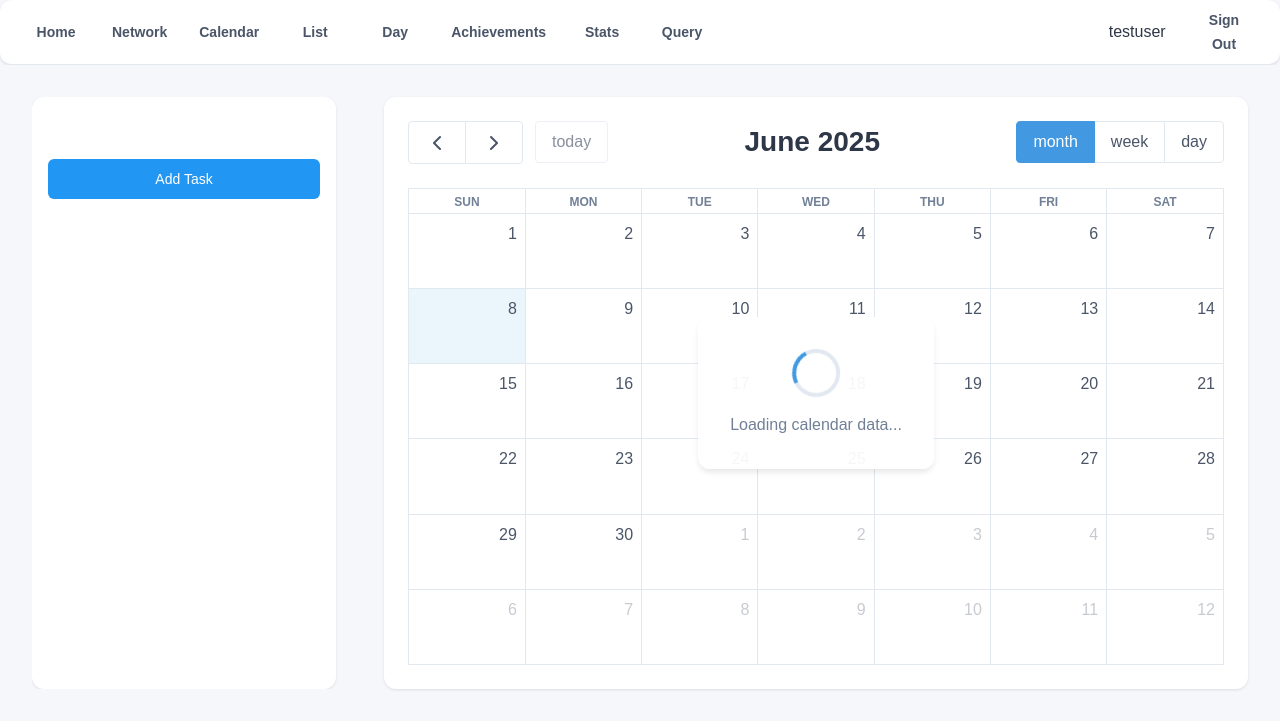 Home Network Calendar List Day Achievements Stats Query testuser Sign Out
Add Task
today June 2025 month week day
SUN MON TUE WED THU FRI SAT
1 2 3 4 5 6 7
8 9 10 11 12 13 14
15 16 17 18 19 20 21
Loading calendar data...
22 23 24 25 26 27 28
29 30 1 2 3 4 5
6 7 8 9 10 11 12